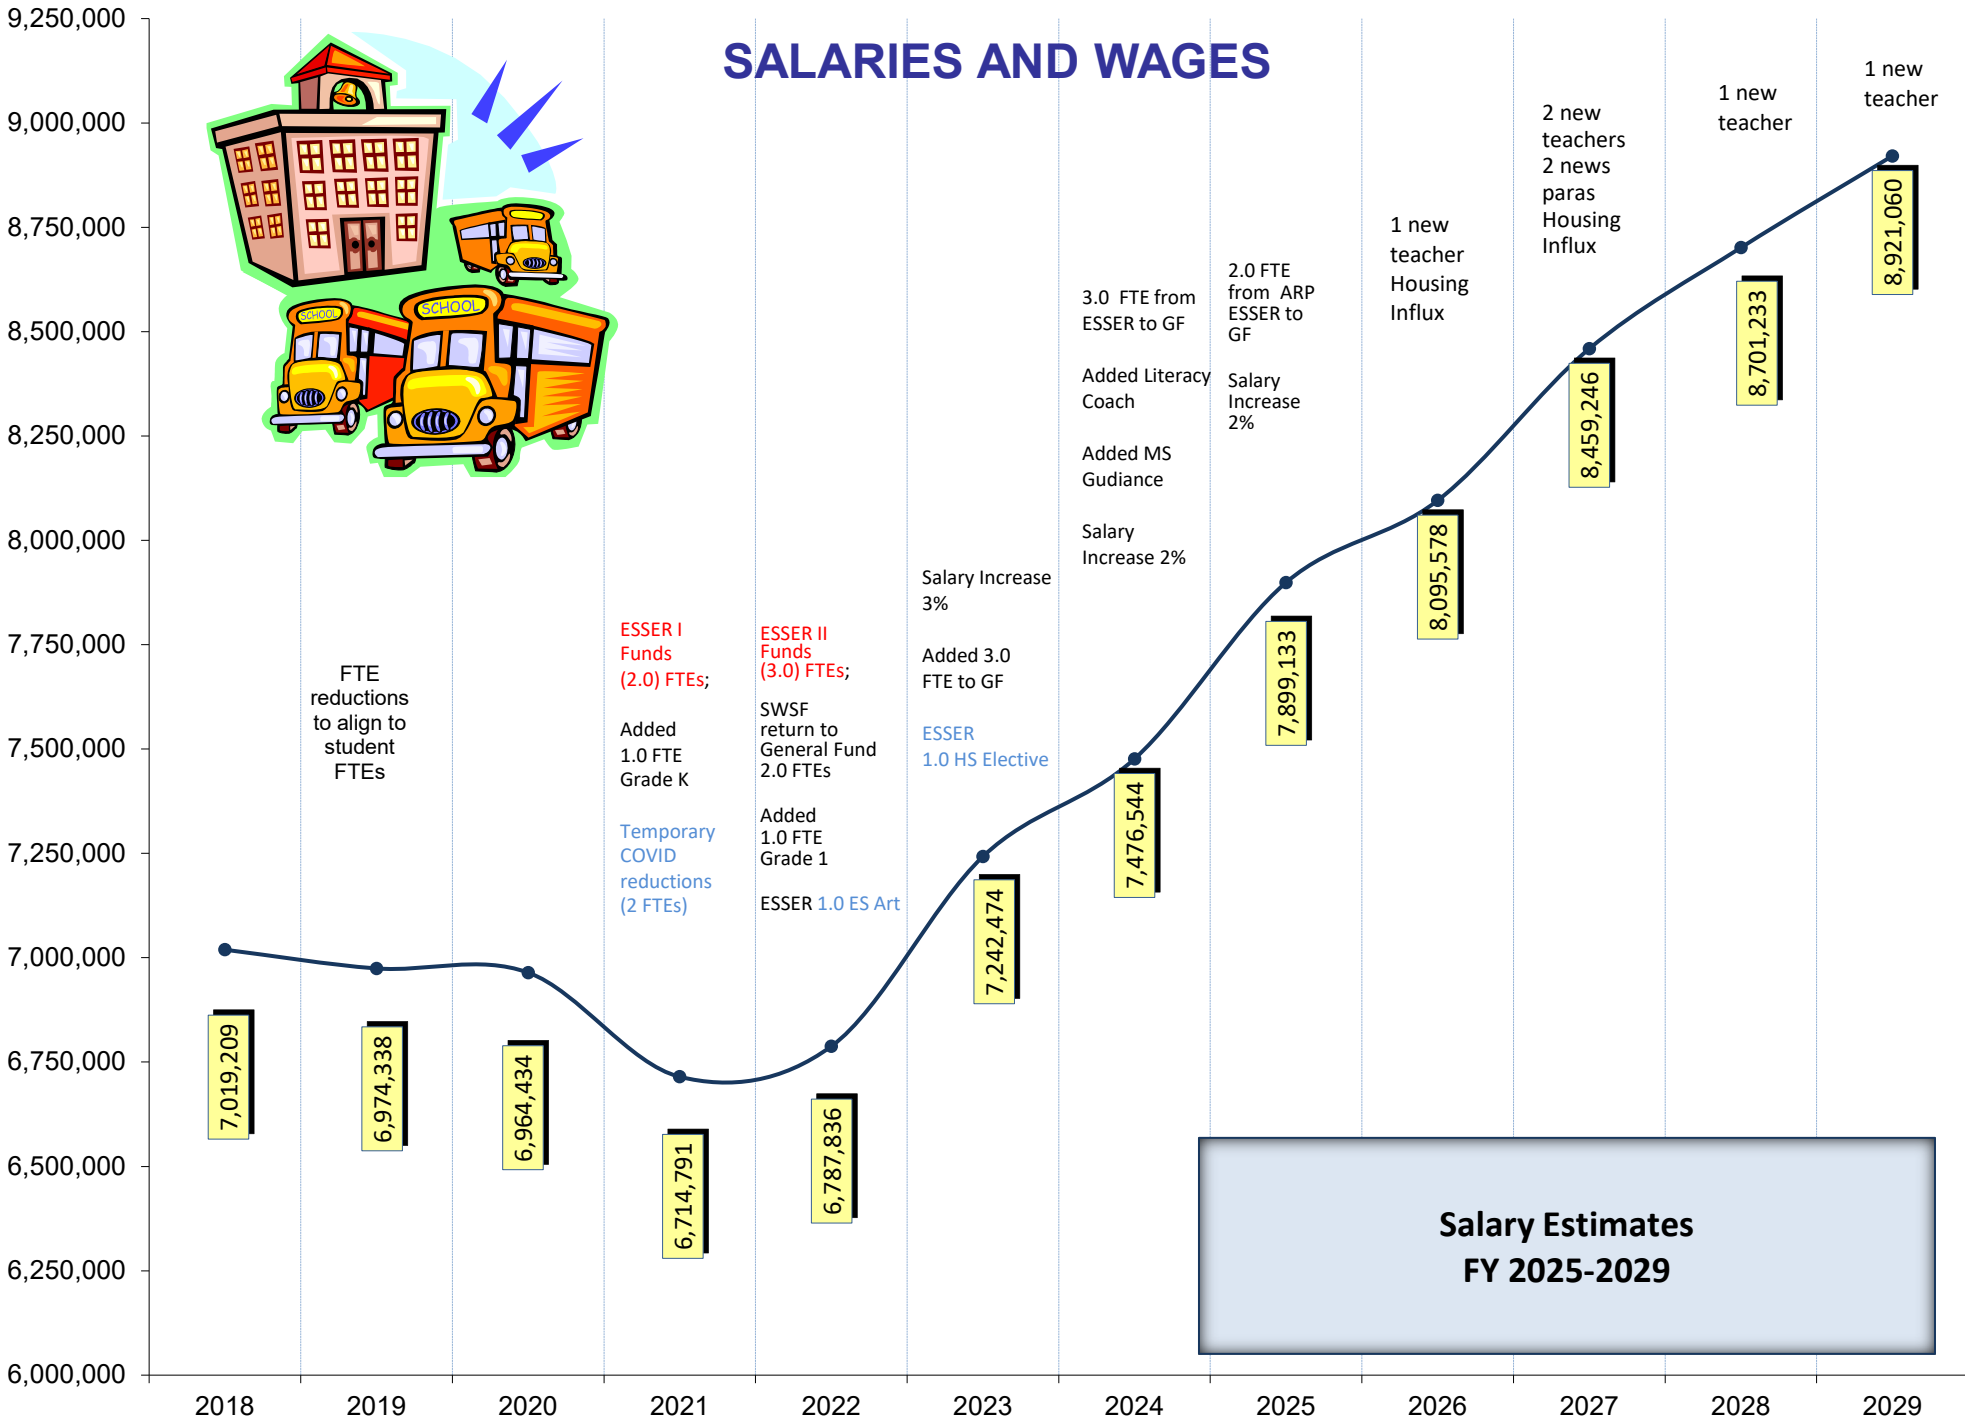 SALARIES AND WAGES
9,250,000
9,000,000
8,750,000
8,500,000
8,250,000
8,000,000
7,750,000
7,500,000
7,250,000
7,000,000
6,750,000
6,500,000
6,250,000
6,000,000
SCHOOL
SCHOOL
FTE
reductions
to align to
student
FTEs
ESSER I
Funds
(2.0) FTEs;
Added
1.0 FTE
Grade K
Temporary
COVID
reductions
(2 FTEs)
ESSER II
Funds
(3.0) FTEs;
SWSF
return to
General Fund
2.0 FTEs
Added
1.0 FTE
Grade 1
ESSER 1.0 ES Art
Salary Increase
3%
Added 3.0
FTE to GF
ESSER
1.0 HS Elective
3.0 FTE from
ESSER to GF
Added Literacy
Coach
Added MS
Gudiance
Salary
Increase 2%
2.0 FTE
from ARP
ESSER to
GF
Salary
Increase
2%
1 new
teacher
Housing
Influx
2 new
teachers
2 news
paras
Housing
Influx
1 new
teacher
1 new
teacher
7,019,209
6,974,338
6,964,434
6,714,791
6,787,836
7,242,474
7,476,544
7,899,133
8,095,578
8,459,246
8,701,233
8,921,060
Salary Estimates
FY 2025-2029
2018 2019 2020 2021 2022 2023 2024 2025 2026 2027 2028 2029